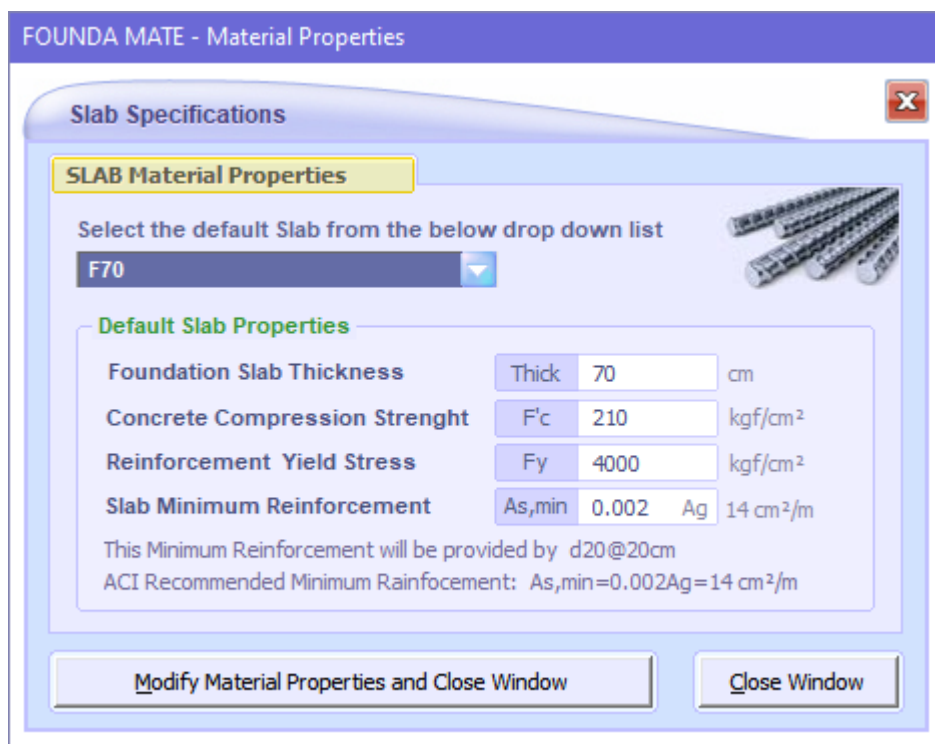 FOUNDA MATE - Material Properties
Slab Specifications
SLAB Material Properties
Select the default Slab from the below drop down list
F70
Default Slab Properties
Foundation Slab Thickness Thick 70 cm
Concrete Compression Strenght F'c 210 kgf/cm²
Reinforcement Yield Stress Fy 4000 kgf/cm²
Slab Minimum Reinforcement As,min 0.002 Ag 14 cm²/m
This Minimum Reinforcement will be provided by d20@20cm
ACI Recommended Minimum Rainfocement: As,min=0.002Ag=14 cm²/m
Modify Material Properties and Close Window Close Window